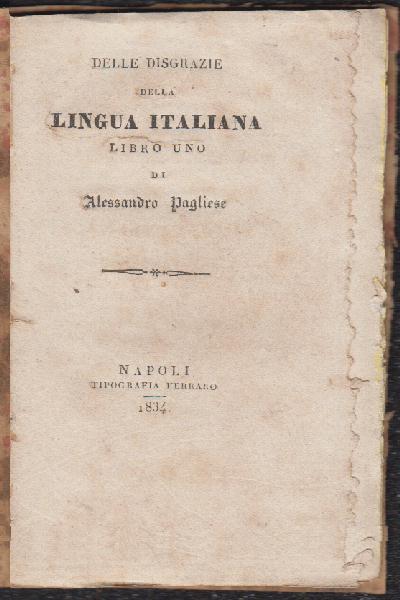 DELLE DISGRAZIE
DELLA
LINGUA ITALIANA
LIBRO UNO
DI
Alessandro Pagliese
NAPOLI
TIPOGRAFIA FERRARO
1834.